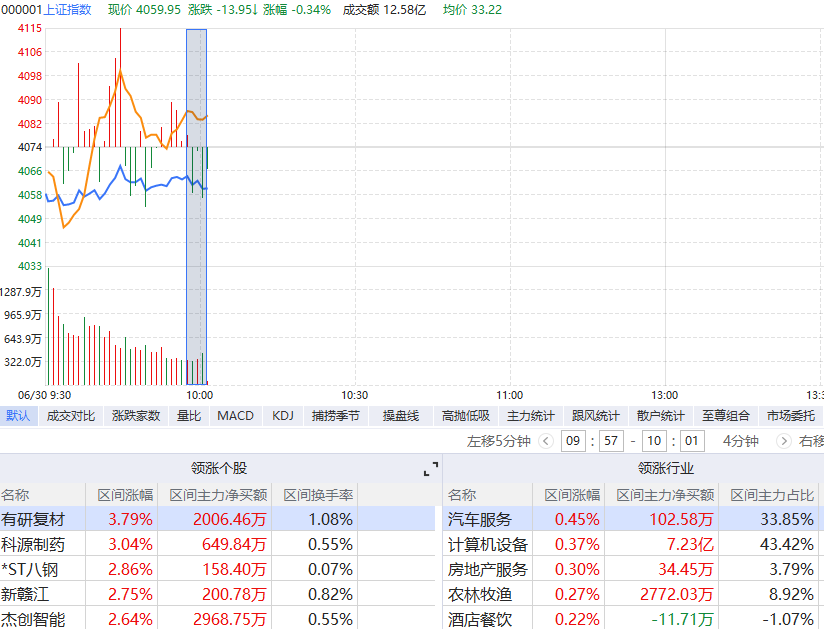 000001上证指数 现价 4059.95 涨跌 -13.95↓ 涨幅 -0.34% 成交额 12.58亿 均价 33.22
4115
4106
4098
4090
4082
4074
4066
4058
4049
4041
4033
1287.9万
965.9万
643.9万
322.0万
06/30 9:30 10:00 10:30 11:00 13:00 13:3
默认 成交对比 涨跌家数 量比 MACD KDJ 捕捞季节 操盘线 高抛低吸 主力统计 跟风统计 散户统计 至尊组合 市场委托
左移5分钟 09 : 57 - 10 : 01 4分钟 右移
领涨个股 领涨行业
名称 区间涨幅 区间主力净买额 区间换手率 名称 区间涨幅 区间主力净买额 区间主力占比
有研复材 3.79% 2006.46万 1.08% 汽车服务 0.45% 102.58万 33.85%
科源制药 3.04% 649.84万 0.55% 计算机设备 0.37% 7.23亿 43.42%
*ST八钢 2.86% 158.40万 0.07% 房地产服务 0.30% 34.45万 3.79%
新赣江 2.75% 200.78万 0.82% 农林牧渔 0.27% 2772.03万 8.92%
杰创智能 2.64% 2968.75万 0.55% 酒店餐饮 0.22% -11.71万 -1.07%